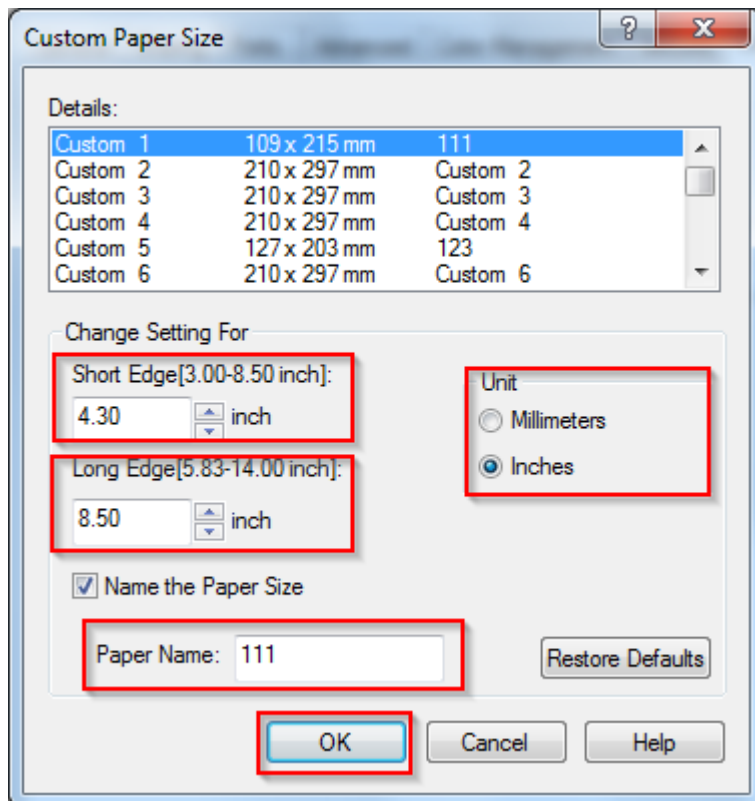 Custom Paper Size
Details:
Custom 1 109 x 215 mm 111
Custom 2 210 x 297 mm Custom 2
Custom 3 210 x 297 mm Custom 3
Custom 4 210 x 297 mm Custom 4
Custom 5 127 x 203 mm 123
Custom 6 210 x 297 mm Custom 6
Change Setting For
Short Edge[3.00-8.50 inch]:
4.30 inch
Unit
Millimeters
Inches
Long Edge[5.83-14.00 inch]:
8.50 inch
Name the Paper Size
Paper Name: 111 Restore Defaults
OK Cancel Help